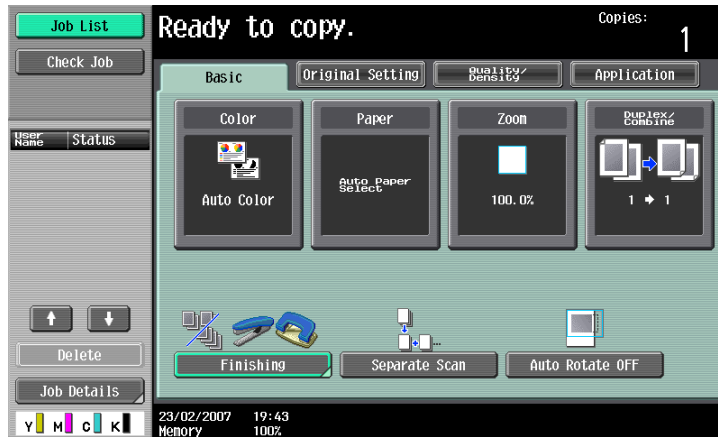 Job List
Ready to copy.
Copies:
1
Check Job
Basic
Original Setting
Quality/
Density
Application
User
Name
Status
Color
Paper
Zoom
Duplex/
Combine
Auto Color
Auto Paper
Select
100.0%
1 → 1
Finishing
Separate Scan
Auto Rotate OFF
Delete
Job Details
Y M C K
23/02/2007 19:43
Memory 100%